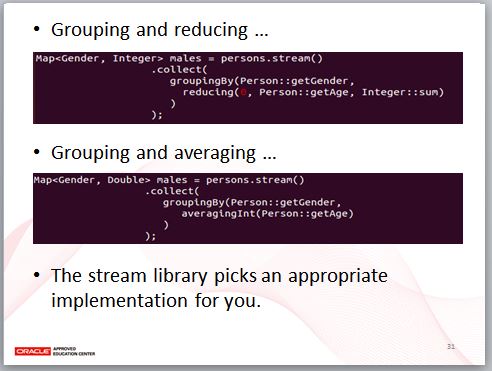 • Grouping and reducing ...
Map<Gender, Integer> males = persons.stream()
.collect(
groupingBy(Person::getGender,
reducing(0, Person::getAge, Integer::sum)
)
);
• Grouping and averaging ...
Map<Gender, Double> males = persons.stream()
.collect(
groupingBy(Person::getGender,
averagingInt(Person::getAge)
)
);
• The stream library picks an appropriate
implementation for you.
ORACLE APPROVED
EDUCATION CENTER
31